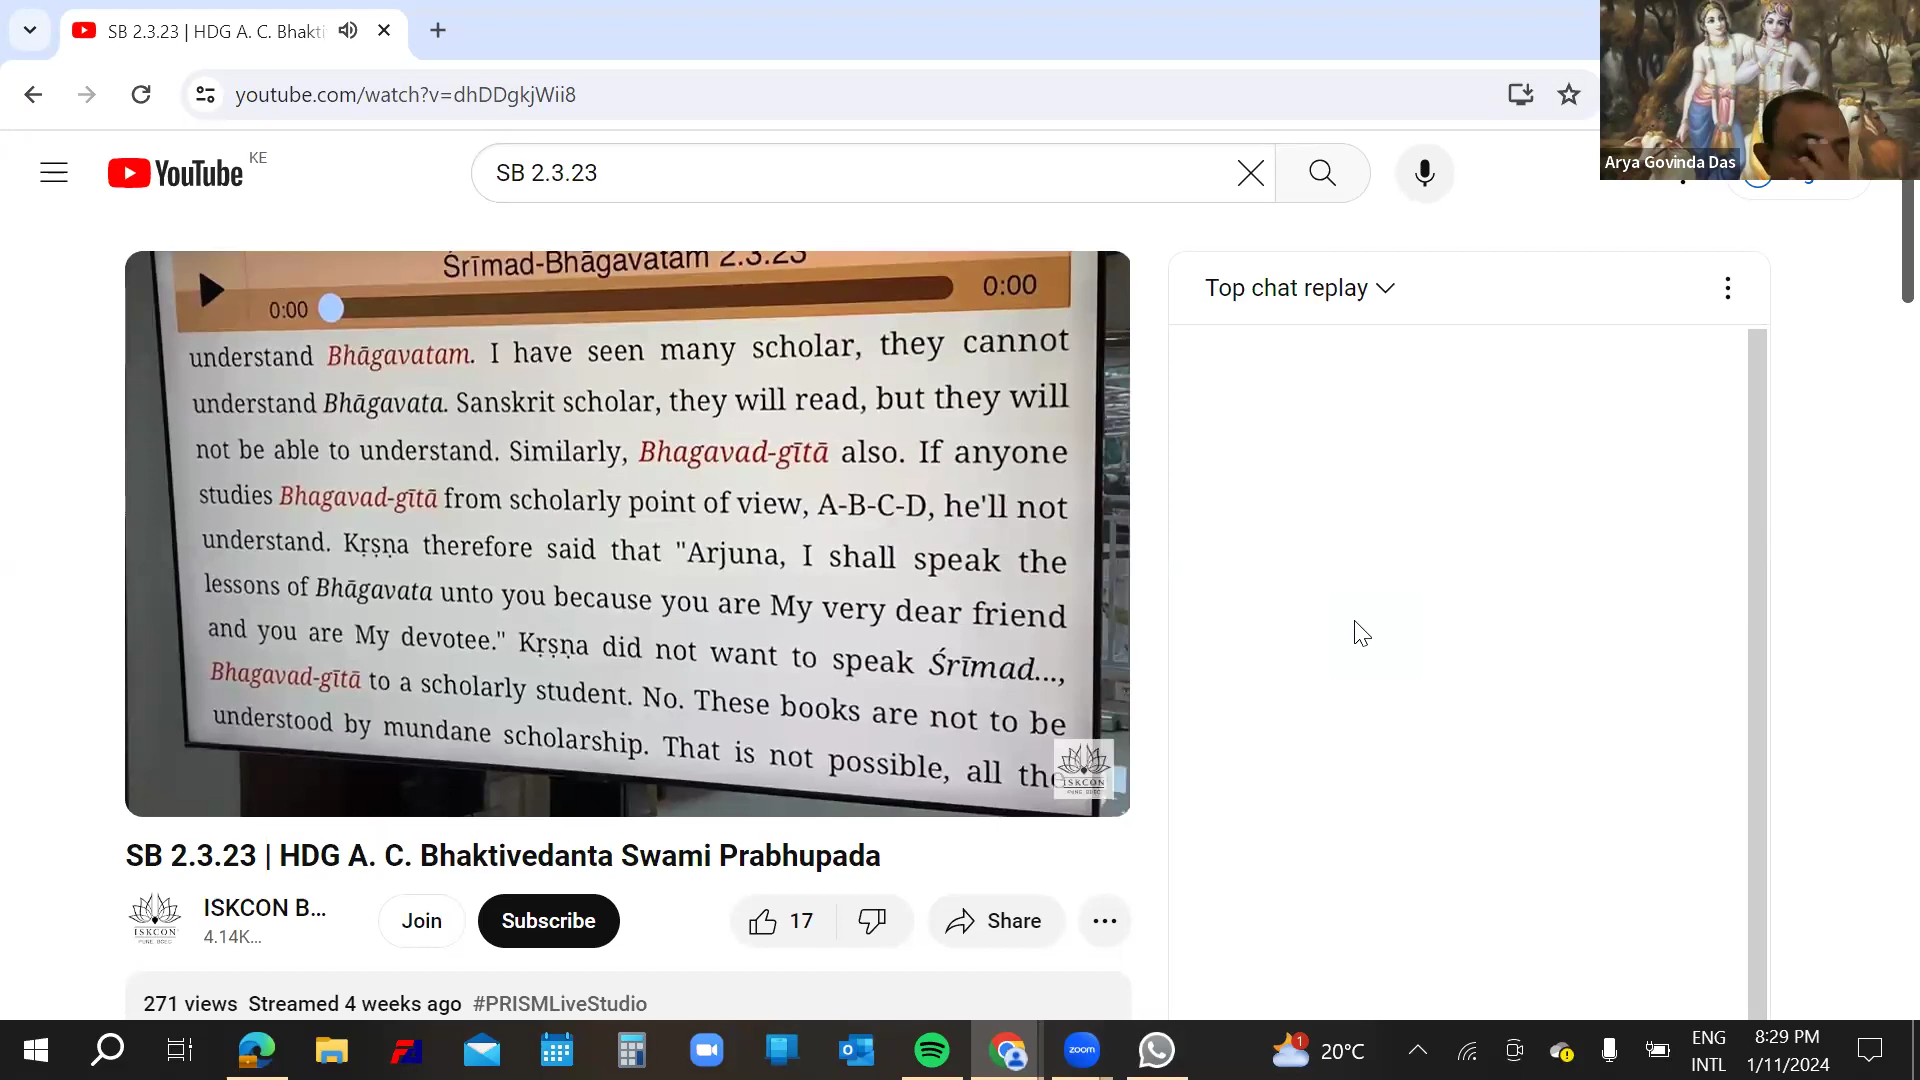 SB 2.3.23 | HDG A. C. Bhakti
youtube.com/watch?v=dhDDgkjWii8
Arya Govinda Das
YouTube KE
SB 2.3.23
Śrīmad-Bhāgavatam 2.3.23
0:00
0:00
understand Bhāgavatam. I have seen many scholar, they cannot
understand Bhāgavata. Sanskrit scholar, they will read, but they will
not be able to understand. Similarly, Bhagavad-gītā also. If anyone
studies Bhagavad-gītā from scholarly point of view, A-B-C-D, he'll not
understand. Kṛṣṇa therefore said that "Arjuna, I shall speak the
lessons of Bhāgavata unto you because you are My very dear friend
and you are My devotee." Kṛṣṇa did not want to speak Śrīmad...,
Bhagavad-gītā to a scholarly student. No. These books are not to be
understood by mundane scholarship. That is not possible, all the
ISKCON
PUNE BCEC
Top chat replay
SB 2.3.23 | HDG A. C. Bhaktivedanta Swami Prabhupada
ISKCON
PUNE BCEC
ISKCON B...
4.14K...
Join
Subscribe
17
Share
271 views Streamed 4 weeks ago #PRISMLiveStudio
zoom
1
20°C
ENG
INTL
8:29 PM
1/11/2024